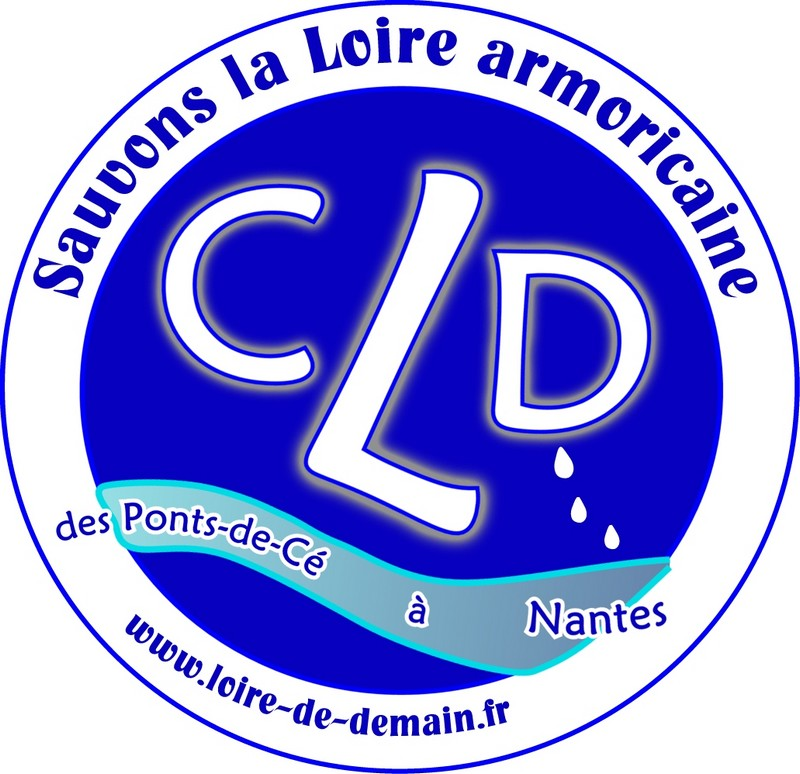 Sauvons la Loire armoricaine
CLD
des Ponts-de-Cé à Nantes
www.loire-de-demain.fr